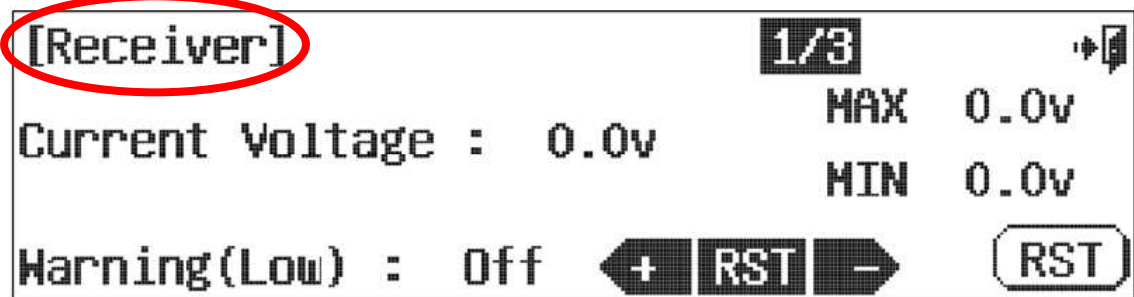 [Receiver] 1/3
MAX 0.0v
Current Voltage : 0.0v
MIN 0.0v
Warning(Low) : Off + RST - RST